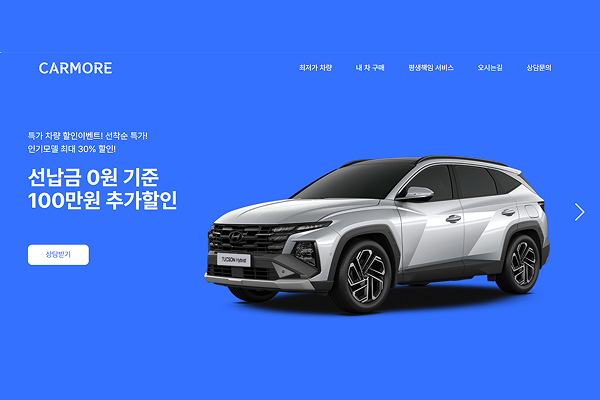 CARMORE
최저가 차량 내 차 구매 평생책임 서비스 오시는길 상담문의
특가 차량 할인이벤트! 선착순 특가!
인기모델 최대 30% 할인!
선납금 0원 기준
100만원 추가할인
상담받기
TUCSON Hybrid